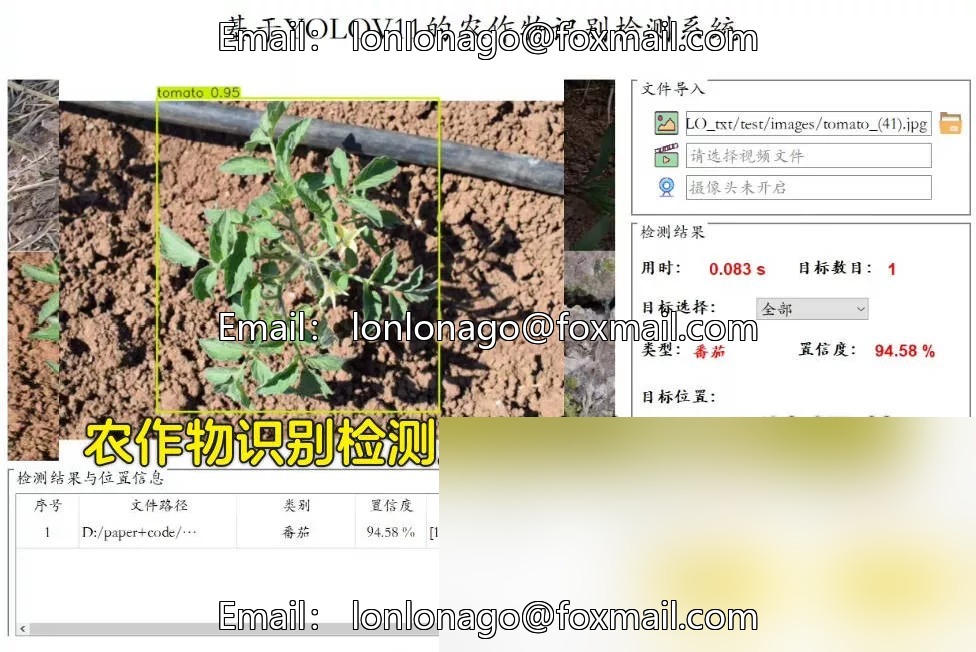 基于YOLOV11的农作物识别检测系统
Email： lonlonago@foxmail.com
tomato 0.95
文件导入
LO_txt/test/images/tomato_(41).jpg
请选择视频文件
摄像头未开启
检测结果
用时： 0.083 s 目标数目： 1
目标选择： 全部
Email： lonlonago@foxmail.com
类型： 番茄 置信度： 94.58 %
目标位置：
农作物识别检测
检测结果与位置信息
序号 文件路径 类别 置信度
1 D:/paper+code/··· 番茄 94.58 % [1
Email： lonlonago@foxmail.com